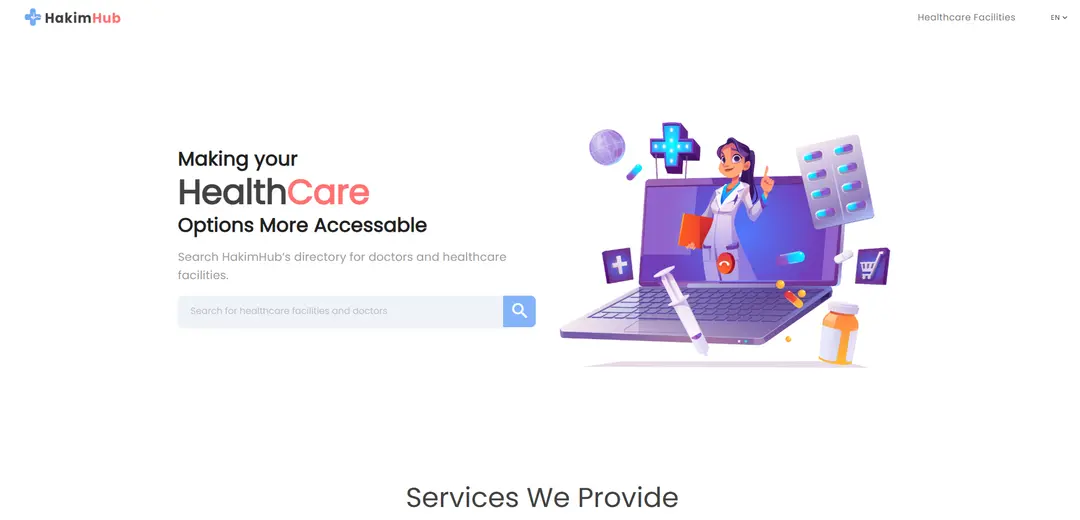 HakimHub
Healthcare Facilities
EN
Making your
HealthCare
Options More Accessable
Search HakimHub's directory for doctors and healthcare
facilities.
Search for healthcare facilities and doctors
Services We Provide